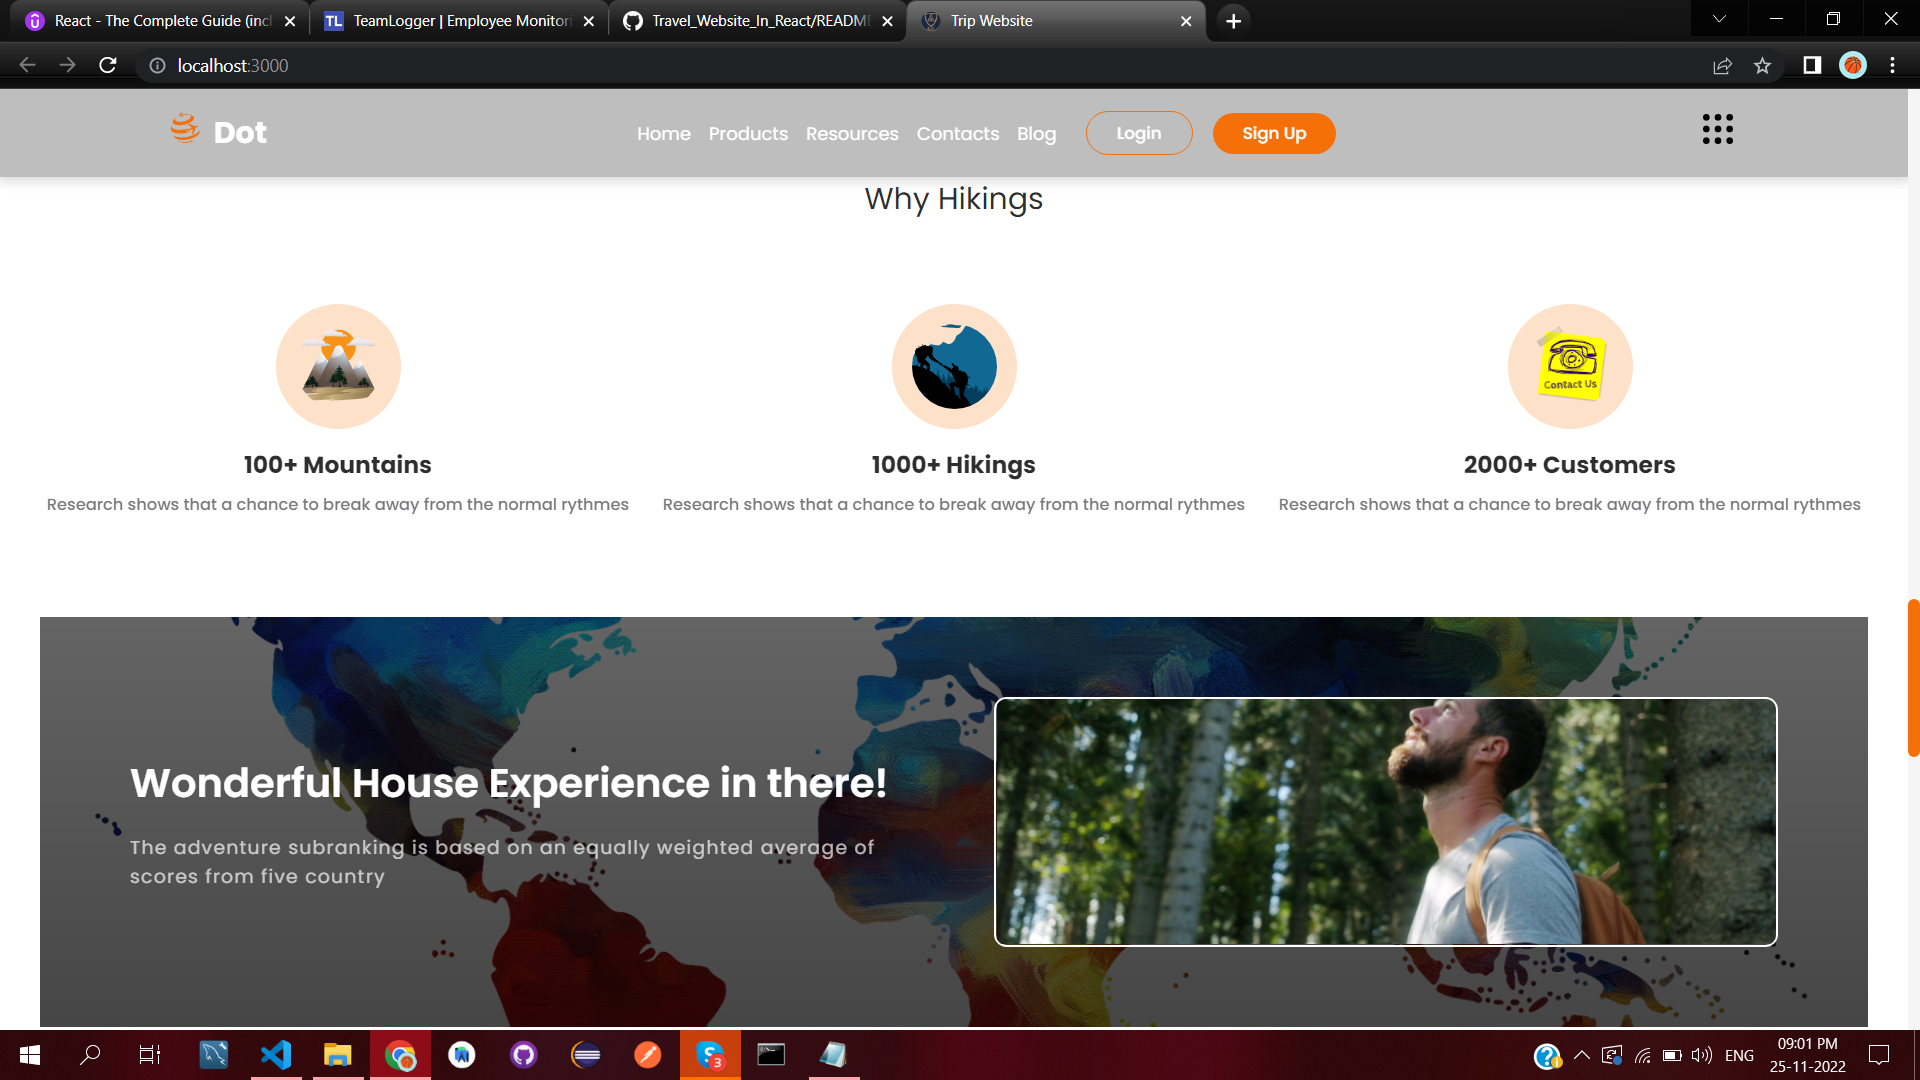 React - The Complete Guide (incl
TL TeamLogger | Employee Monitori
Travel_Website_In_React/README
Trip Website
localhost:3000
Dot
Home Products Resources Contacts Blog Login Sign Up
Why Hikings
Contact Us
100+ Mountains
Research shows that a chance to break away from the normal rythmes
1000+ Hikings
Research shows that a chance to break away from the normal rythmes
2000+ Customers
Research shows that a chance to break away from the normal rythmes
Wonderful House Experience in there!
The adventure subranking is based on an equally weighted average of
scores from five country
3
ENG
09:01 PM
25-11-2022